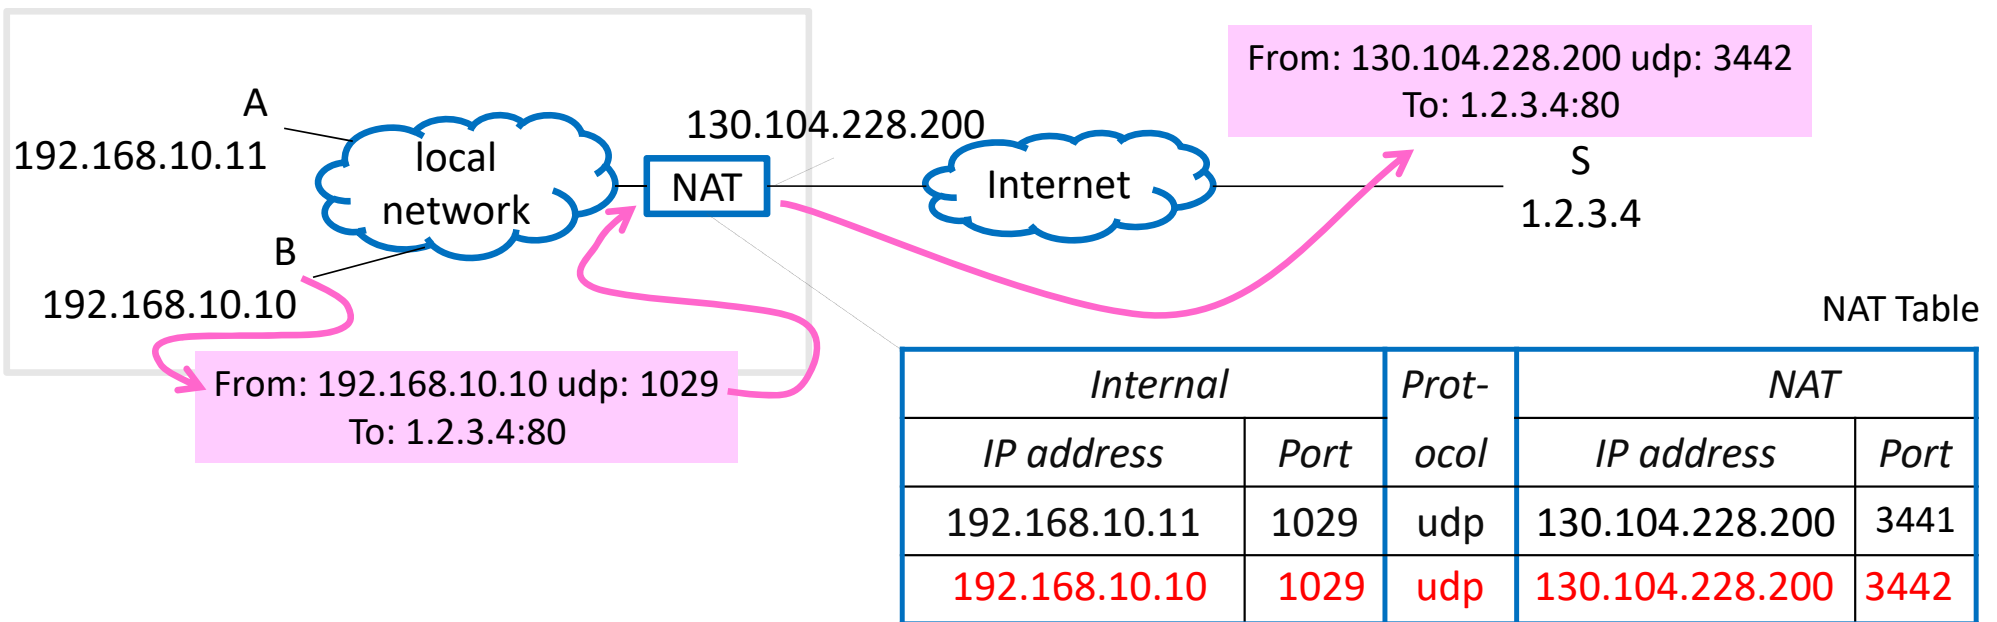 From: 130.104.228.200 udp: 3442
To: 1.2.3.4:80
A
192.168.10.11
local
network
130.104.228.200
NAT
Internet
S
1.2.3.4
B
192.168.10.10
From: 192.168.10.10 udp: 1029
To: 1.2.3.4:80
NAT Table
Internal Prot- NAT
IP address Port ocol IP address Port
192.168.10.11 1029 udp 130.104.228.200 3441
192.168.10.10 1029 udp 130.104.228.200 3442